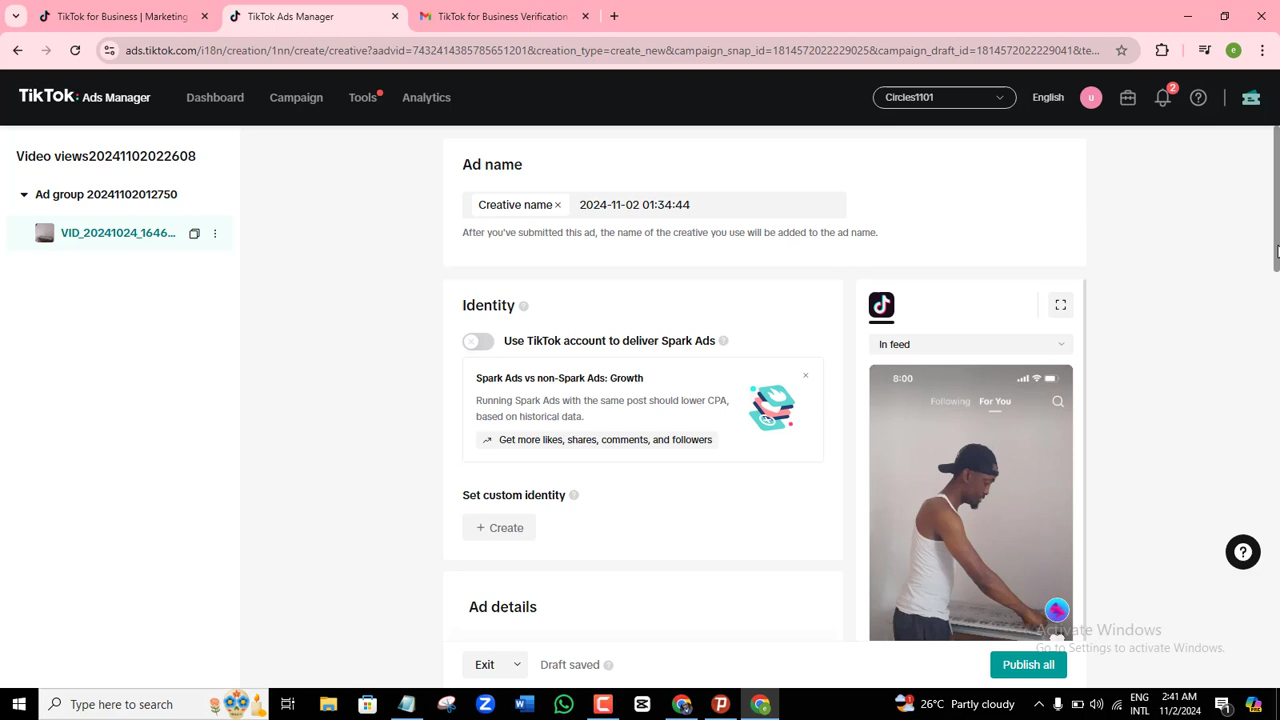 TikTok for Business | Marketing
TikTok Ads Manager
TikTok for Business Verification
ads.tiktok.com/i18n/creation/1nn/create/creative?aadvid=7432414385785651201&creation_type=create_new&campaign_snap_id=1814572022229025&campaign_draft_id=1814572022229041&te...
e
TikTok: Ads Manager
Dashboard
Campaign
Tools
Analytics
Circles1101
English
u
2
Video views20241102022608
Ad group 20241102012750
VID_20241024_1646...
Ad name
Creative name × 2024-11-02 01:34:44
After you've submitted this ad, the name of the creative you use will be added to the ad name.
Identity
Use TikTok account to deliver Spark Ads
Spark Ads vs non-Spark Ads: Growth
Running Spark Ads with the same post should lower CPA,
based on historical data.
Get more likes, shares, comments, and followers
Set custom identity
+ Create
Ad details
In feed
8:00
Following For You
Exit
Draft saved
Publish all
Activate Windows
Go to Settings to activate Windows.
Type here to search
26°C Partly cloudy
ENG
INTL
2:41 AM
11/2/2024